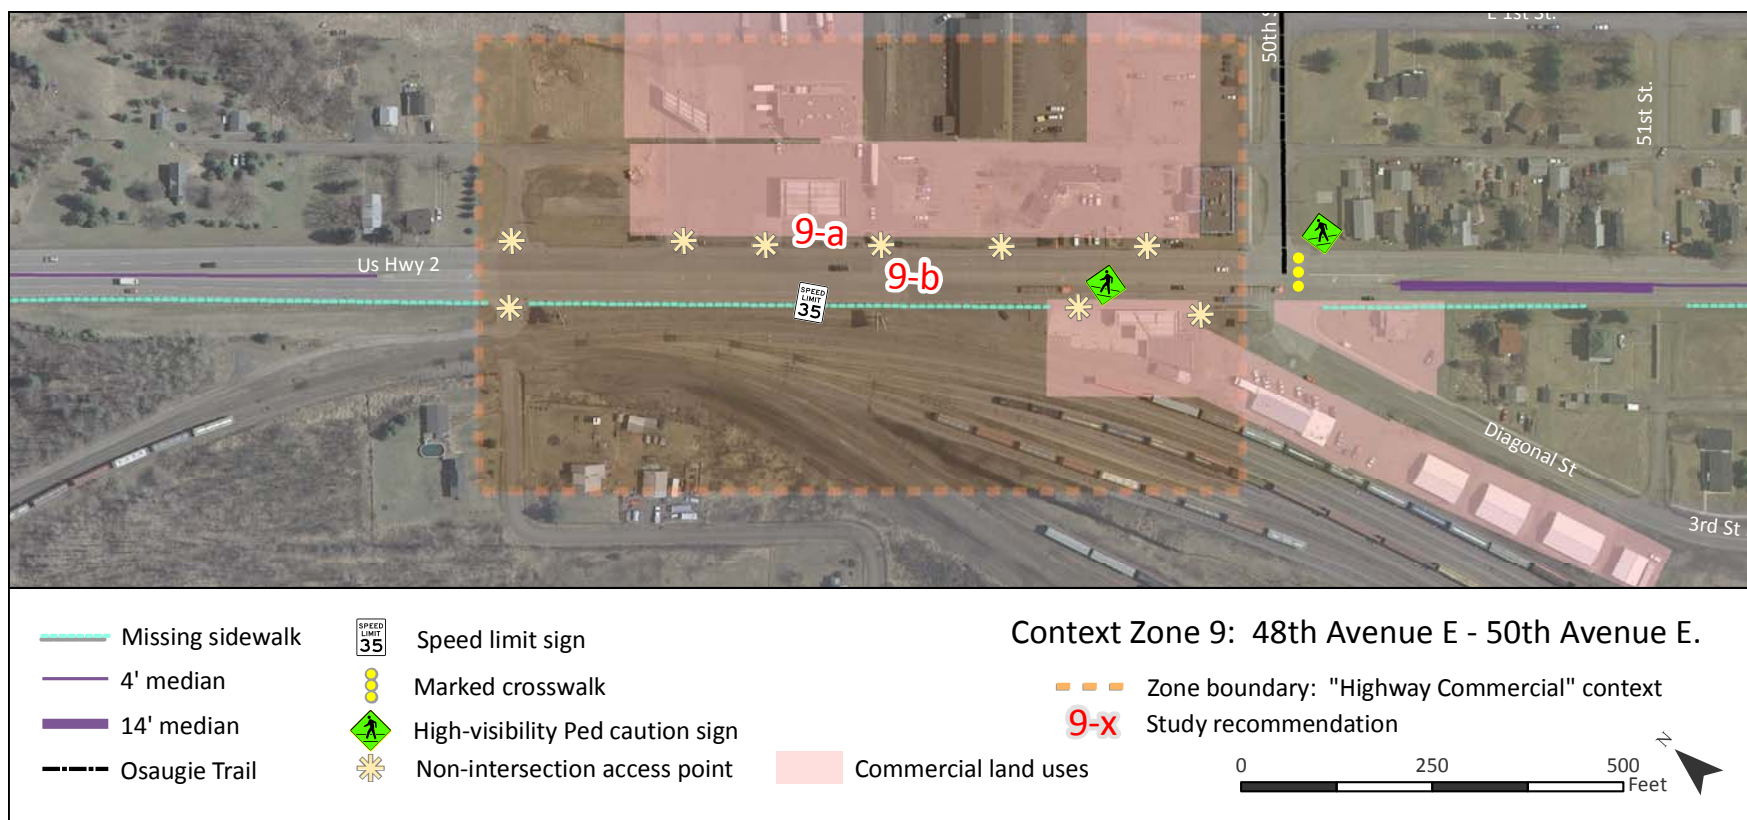 E 1st St.
50th S
51st St.
9-a
Us Hwy 2
9-b
SPEED
LIMIT
35
Diagonal St
3rd St
Missing sidewalk
4' median
14' median
Osaugie Trail
SPEED
LIMIT
35
Speed limit sign
Marked crosswalk
High-visibility Ped caution sign
Non-intersection access point
Commercial land uses
Context Zone 9: 48th Avenue E - 50th Avenue E.
Zone boundary: "Highway Commercial" context
9-x
Study recommendation
N
0 250 500
Feet